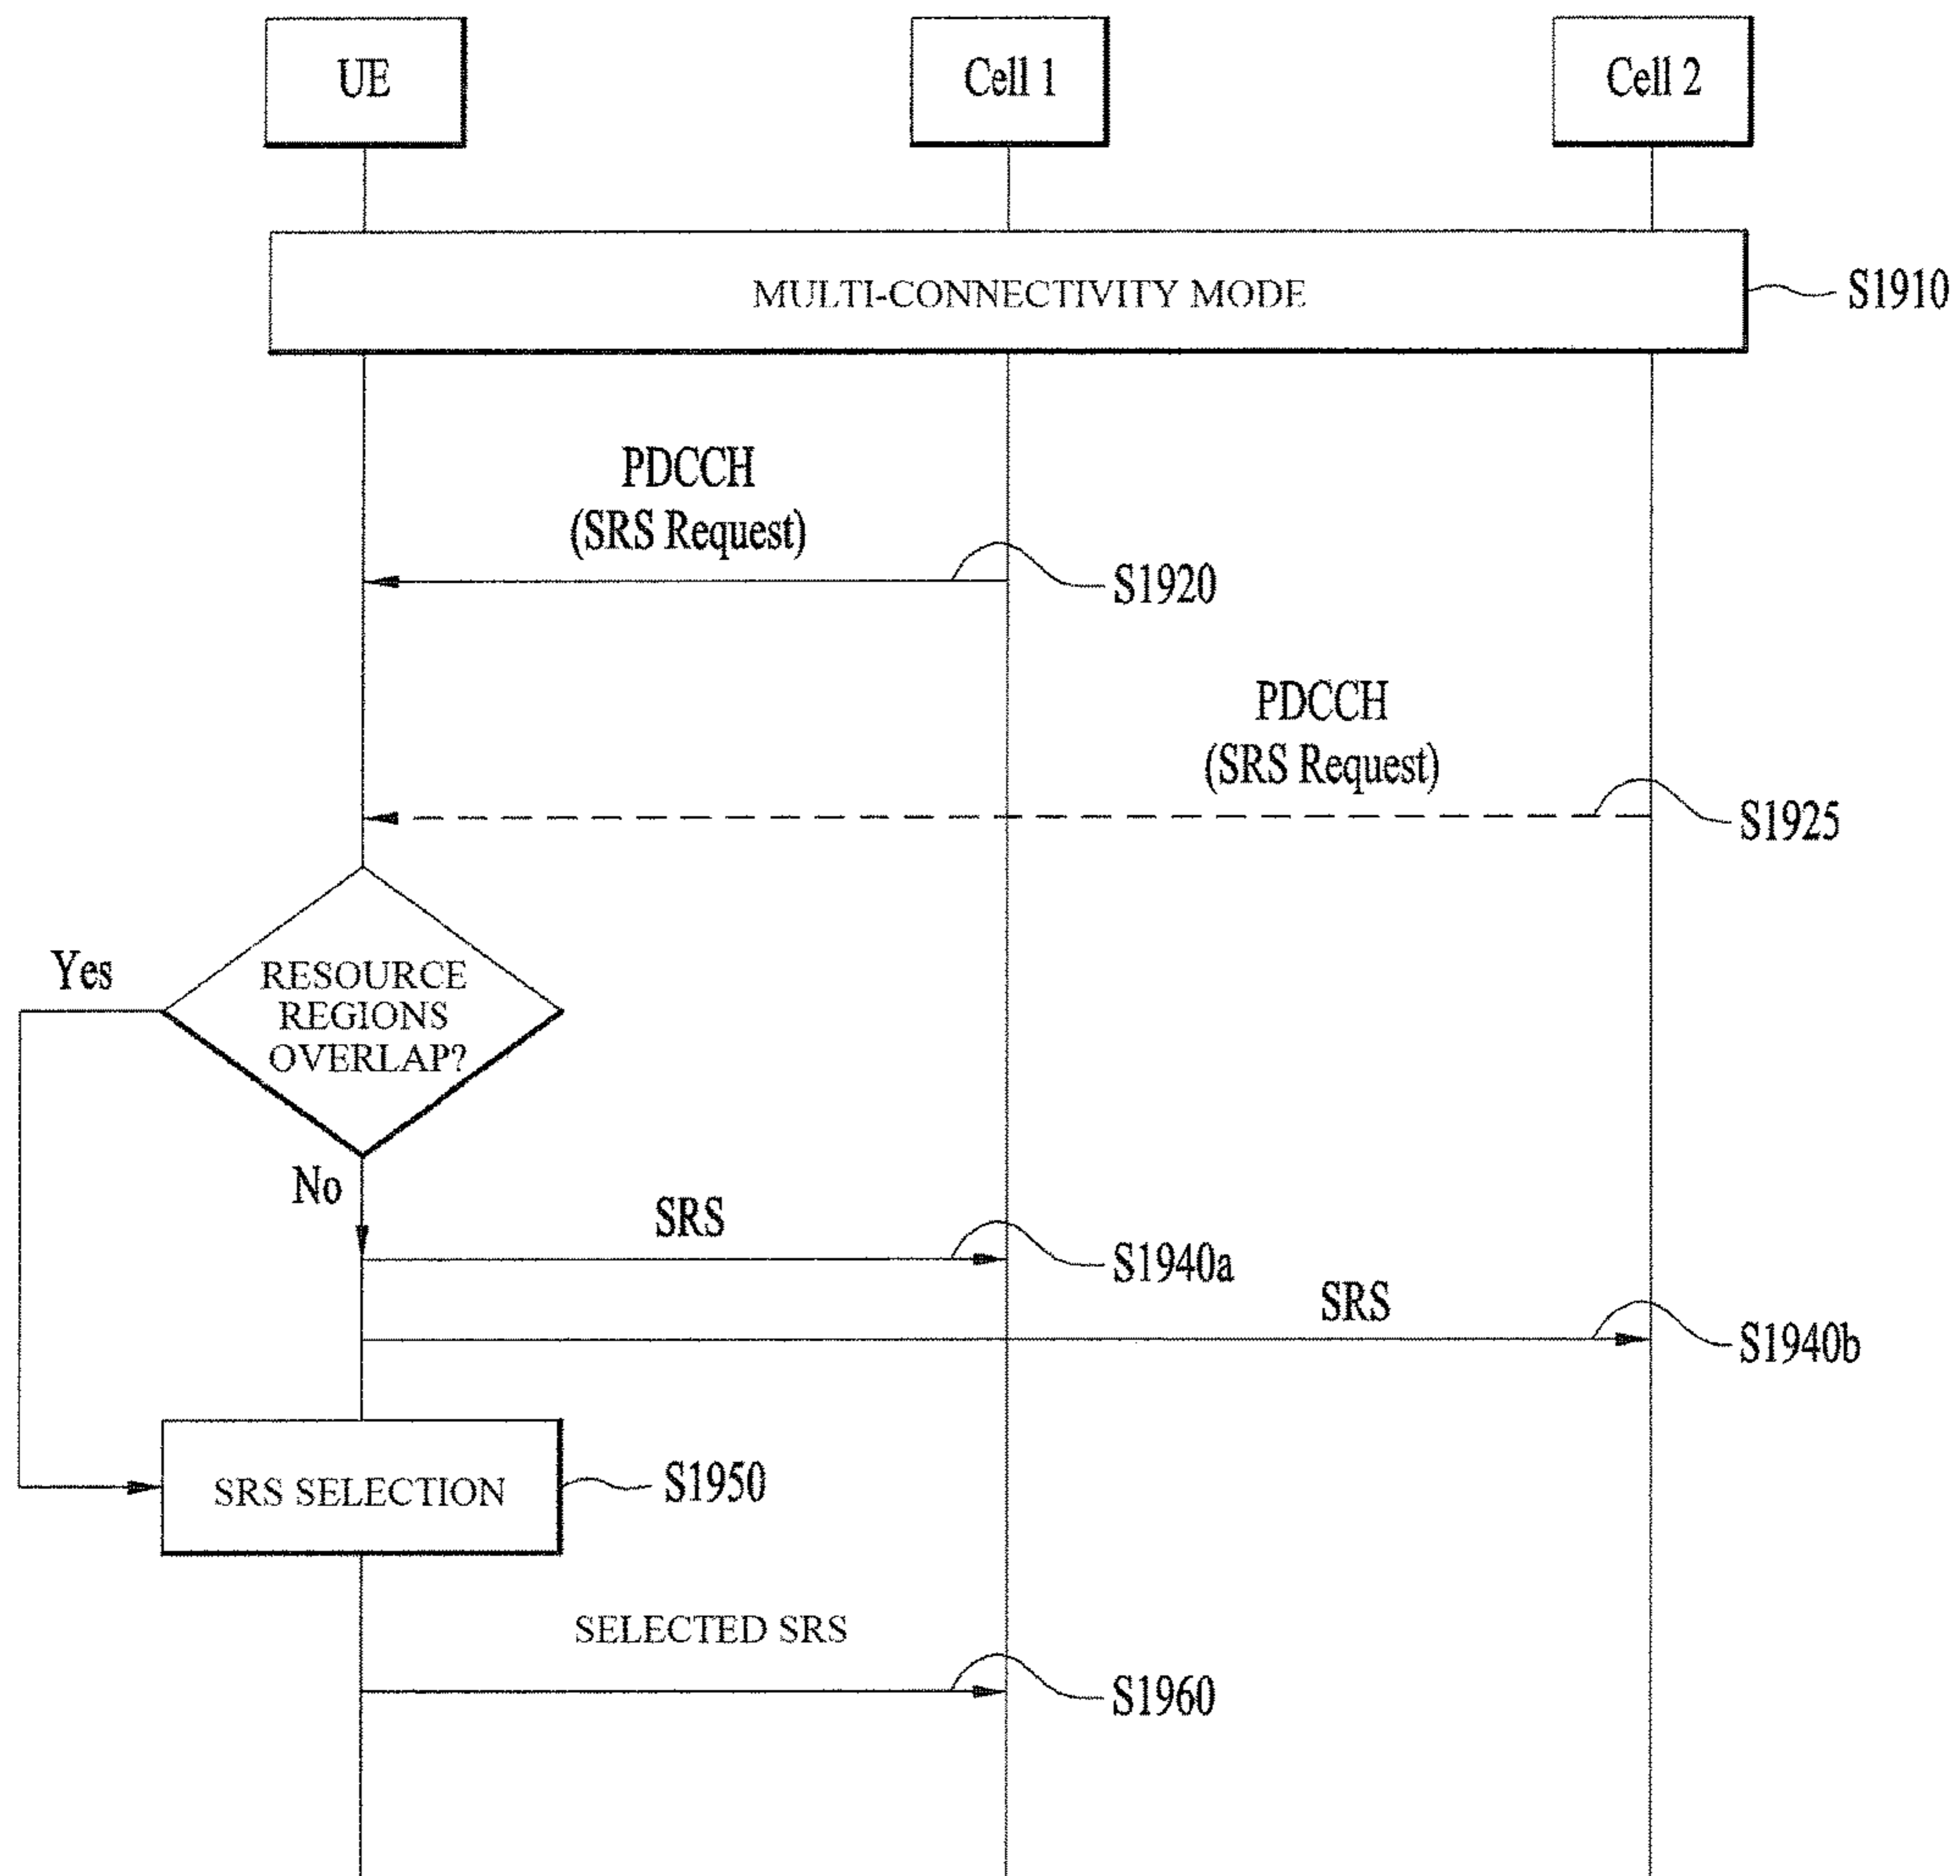 UE
Cell 1
Cell 2
MULTI-CONNECTIVITY MODE
S1910
PDCCH
(SRS Request)
S1920
PDCCH
(SRS Request)
S1925
Yes
RESOURCE
REGIONS
OVERLAP?
No
SRS
S1940a
SRS
S1940b
SRS SELECTION
S1950
SELECTED SRS
S1960